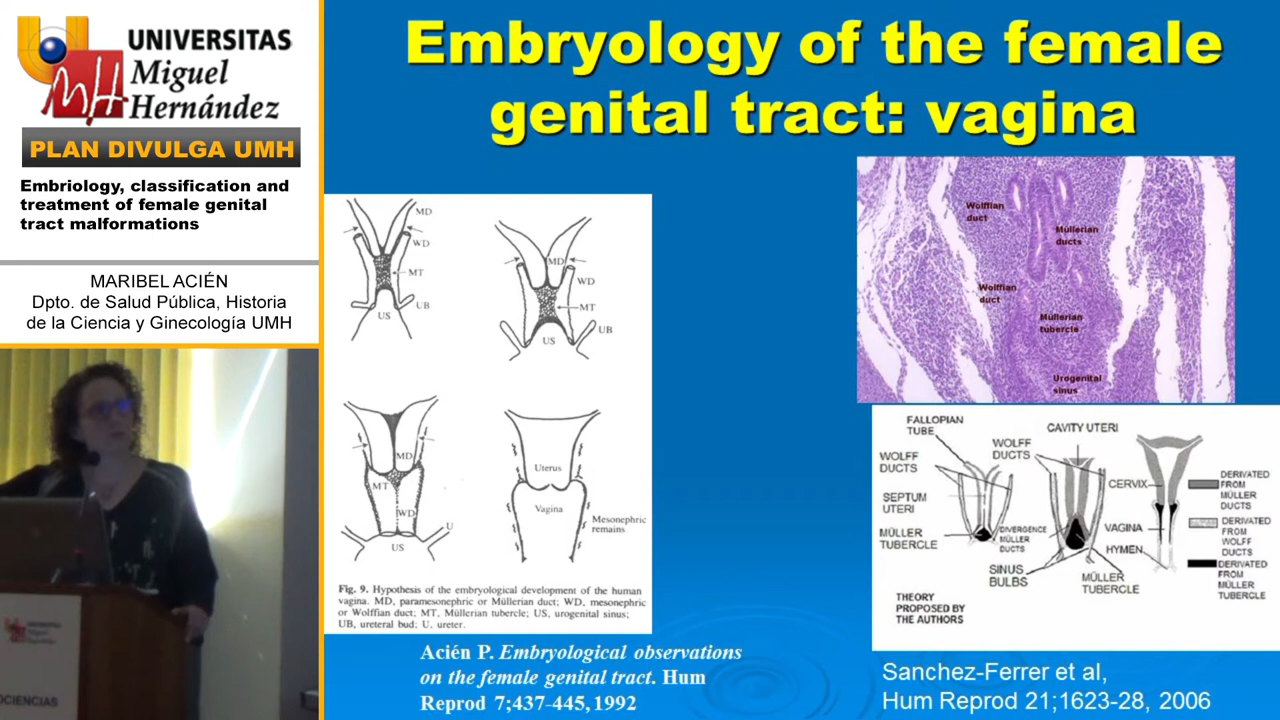 UNIVERSITAS
Miguel
Hernández
PLAN DIVULGA UMH
Embriology, classification and
treatment of female genital
tract malformations
MARIBEL ACIÉN
Dpto. de Salud Pública, Historia
de la Ciencia y Ginecología UMH
OCIENCIAS
Embryology of the female
genital tract: vagina
MD
WD
MT
UB
US
MD
WD
MT
UB
US
MD
MT
WD
U
US
Uterus
Vagina
Mesonephric
remains
Fig. 9. Hypothesis of the embryological development of the human
vagina. MD, paramesonephric or Müllerian duct; WD, mesonephric
or Wolffian duct; MT, Müllerian tubercle; US, urogenital sinus;
UB, ureteral bud; U, ureter.
Acién P. Embryological observations
on the female genital tract. Hum
Reprod 7;437-445, 1992
Wolffian
duct
Müllerian
ducts
Wolffian
duct
Müllerian
tubercle
Urogenital
sinus
FALLOPIAN
TUBE
WOLFF
DUCTS
WOLFF
DUCTS
CAVITY UTERI
SEPTUM
UTERI
MÜLLER
TUBERCLE
DIVERGENCE
MÜLLER
DUCTS
SINUS
BULBS
MÜLLER
TUBERCLE
CERVIX
VAGINA
HYMEN
DERIVATED
FROM
MÜLLER
DUCTS
DERIVATED
FROM
WOLFF
DUCTS
DERIVATED
FROM
MÜLLER
TUBERCLE
THEORY
PROPOSED BY
THE AUTHORS
Sanchez-Ferrer et al,
Hum Reprod 21;1623-28, 2006